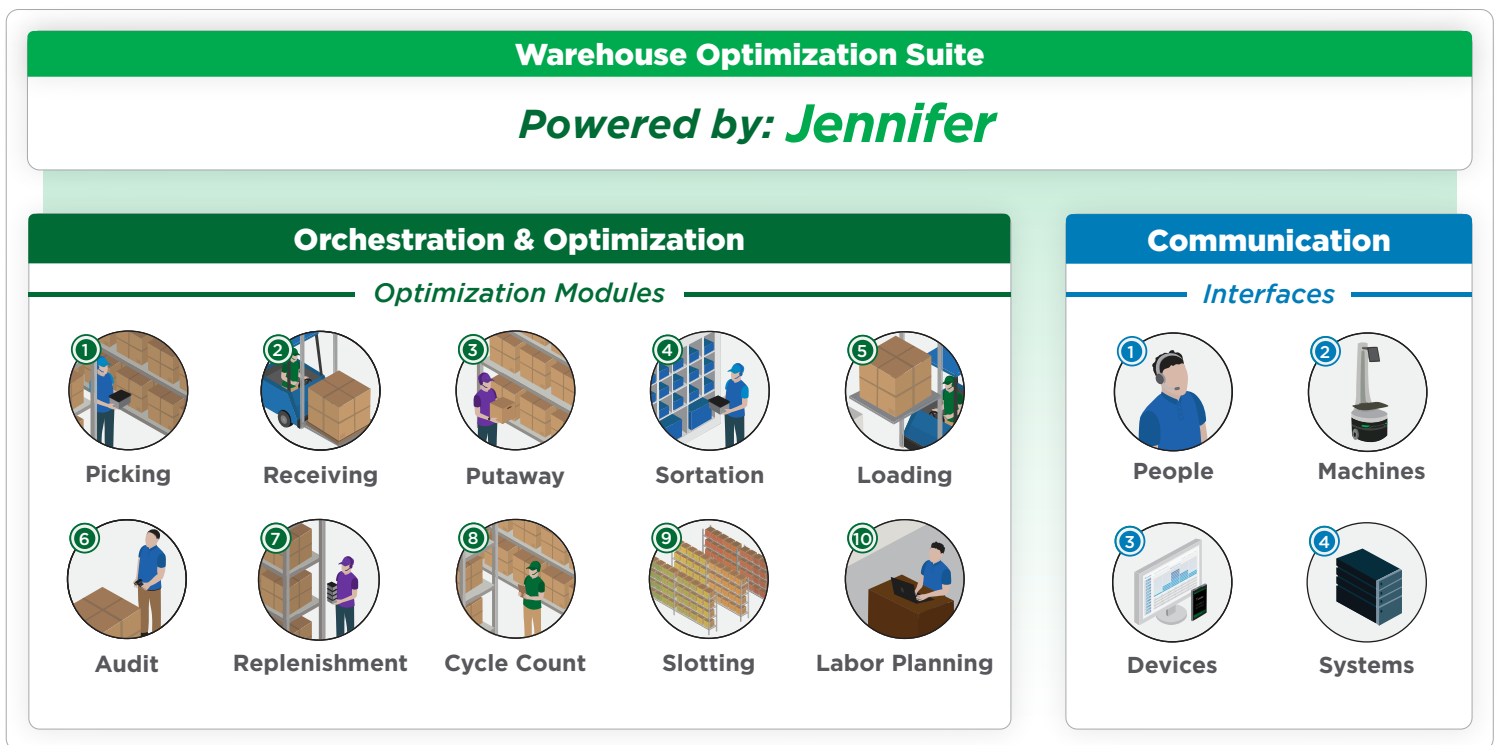 Warehouse Optimization Suite
Powered by: Jennifer
Orchestration & Optimization
Optimization Modules
1
Picking
2
Receiving
3
Putaway
4
Sortation
5
Loading
6
Audit
7
Replenishment
8
Cycle Count
9
Slotting
10
Labor Planning
Communication
Interfaces
1
People
2
Machines
3
Devices
4
Systems